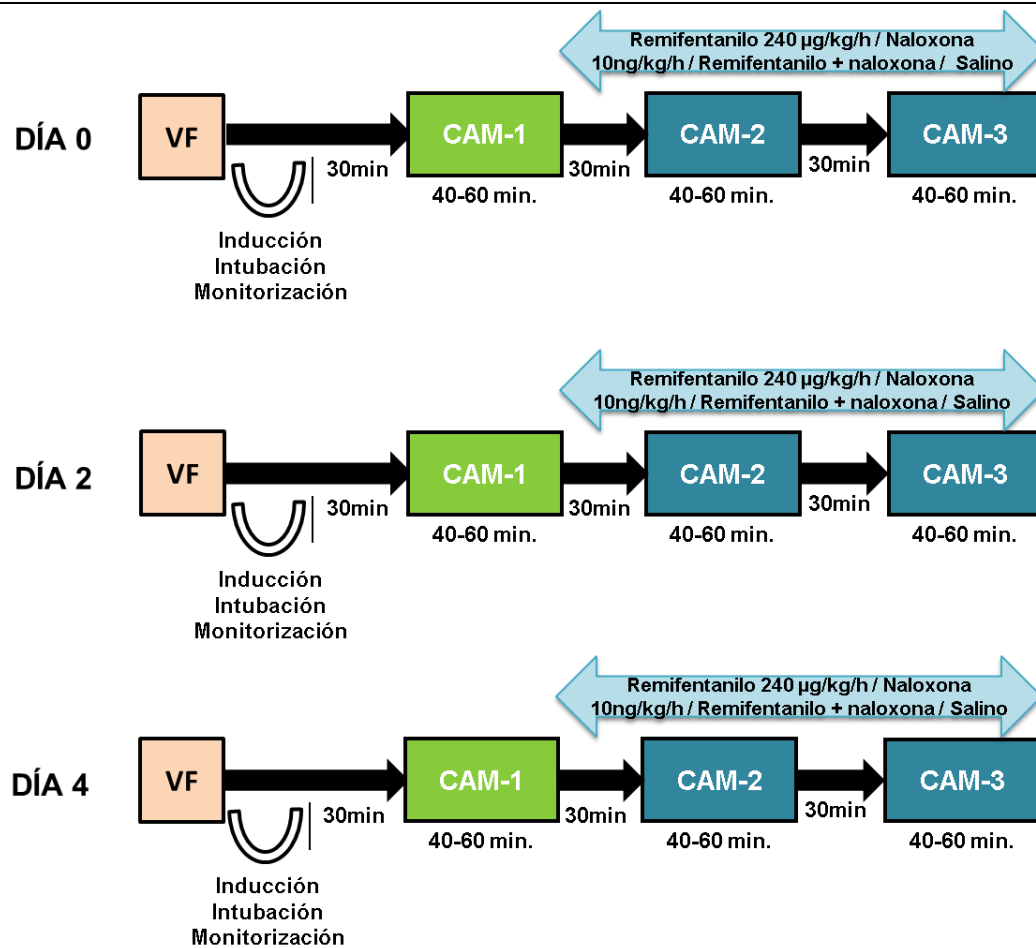 Remifentanilo 240 µg/kg/h / Naloxona
10ng/kg/h / Remifentanilo + naloxona / Salino
DÍA 0
VF
30min
CAM-1
30min
CAM-2
30min
CAM-3
40-60 min.
40-60 min.
40-60 min.
Inducción
Intubación
Monitorización
Remifentanilo 240 µg/kg/h / Naloxona
10ng/kg/h / Remifentanilo + naloxona / Salino
DÍA 2
VF
30min
CAM-1
30min
CAM-2
30min
CAM-3
40-60 min.
40-60 min.
40-60 min.
Inducción
Intubación
Monitorización
Remifentanilo 240 µg/kg/h / Naloxona
10ng/kg/h / Remifentanilo + naloxona / Salino
DÍA 4
VF
30min
CAM-1
30min
CAM-2
30min
CAM-3
40-60 min.
40-60 min.
40-60 min.
Inducción
Intubación
Monitorización